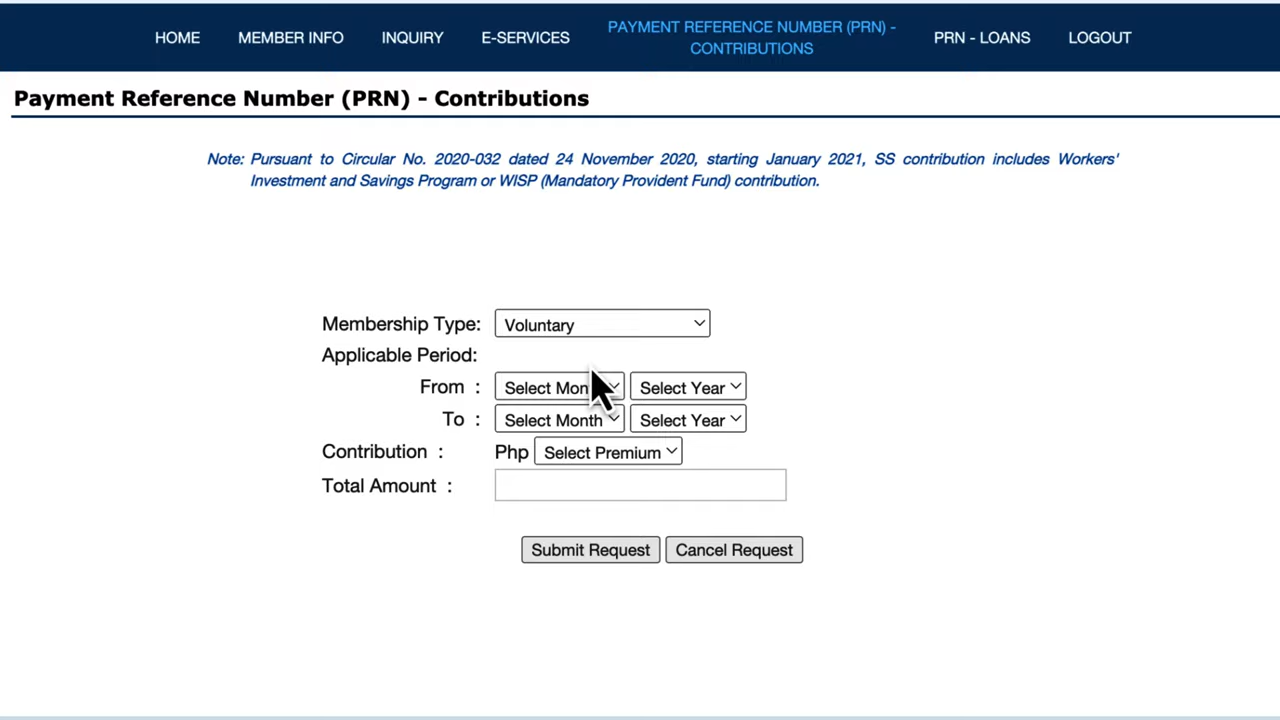 HOME MEMBER INFO INQUIRY E-SERVICES PAYMENT REFERENCE NUMBER (PRN) - CONTRIBUTIONS PRN - LOANS LOGOUT
Payment Reference Number (PRN) - Contributions
Note: Pursuant to Circular No. 2020-032 dated 24 November 2020, starting January 2021, SS contribution includes Workers'
Investment and Savings Program or WISP (Mandatory Provident Fund) contribution.
Membership Type: Voluntary
Applicable Period:
From : Select Mon Select Year
To : Select Month Select Year
Contribution : Php Select Premium
Total Amount :
Submit Request Cancel Request